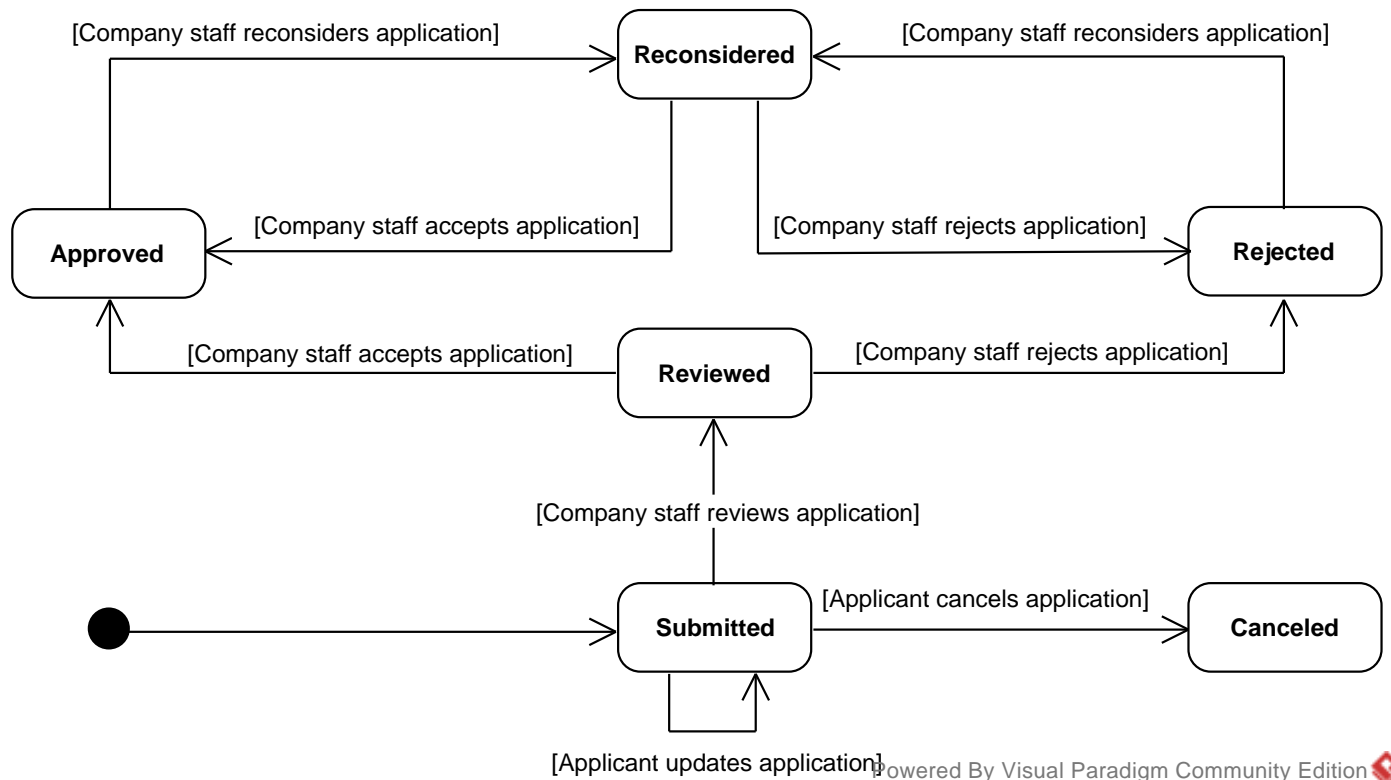 [Company staff reconsiders application]
[Company staff reconsiders application]
Reconsidered
[Company staff accepts application]
[Company staff rejects application]
Approved
Rejected
[Company staff accepts application]
[Company staff rejects application]
Reviewed
[Company staff reviews application]
[Applicant cancels application]
Submitted
Canceled
[Applicant updates application]
Powered By Visual Paradigm Community Edition